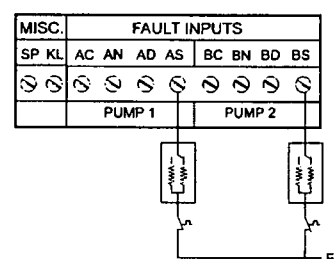 MISC. FAULT INPUTS
SP KL AC AN AD AS BC BN BD BS
PUMP 1 PUMP 2